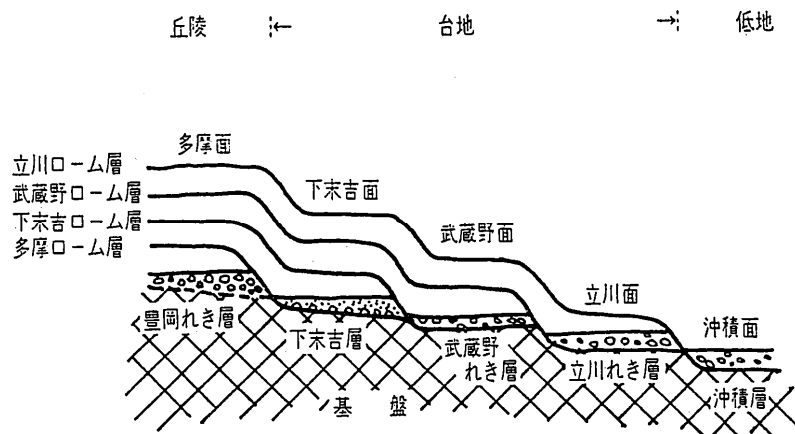 丘陵
台地
低地
多摩面
立川ローム層
武蔵野ローム層
下末吉ローム層
多摩ローム層
下末吉面
武蔵野面
立川面
沖積面
豊岡れき層
下末吉層
武蔵野
れき層
立川れき層
沖積層
基盤